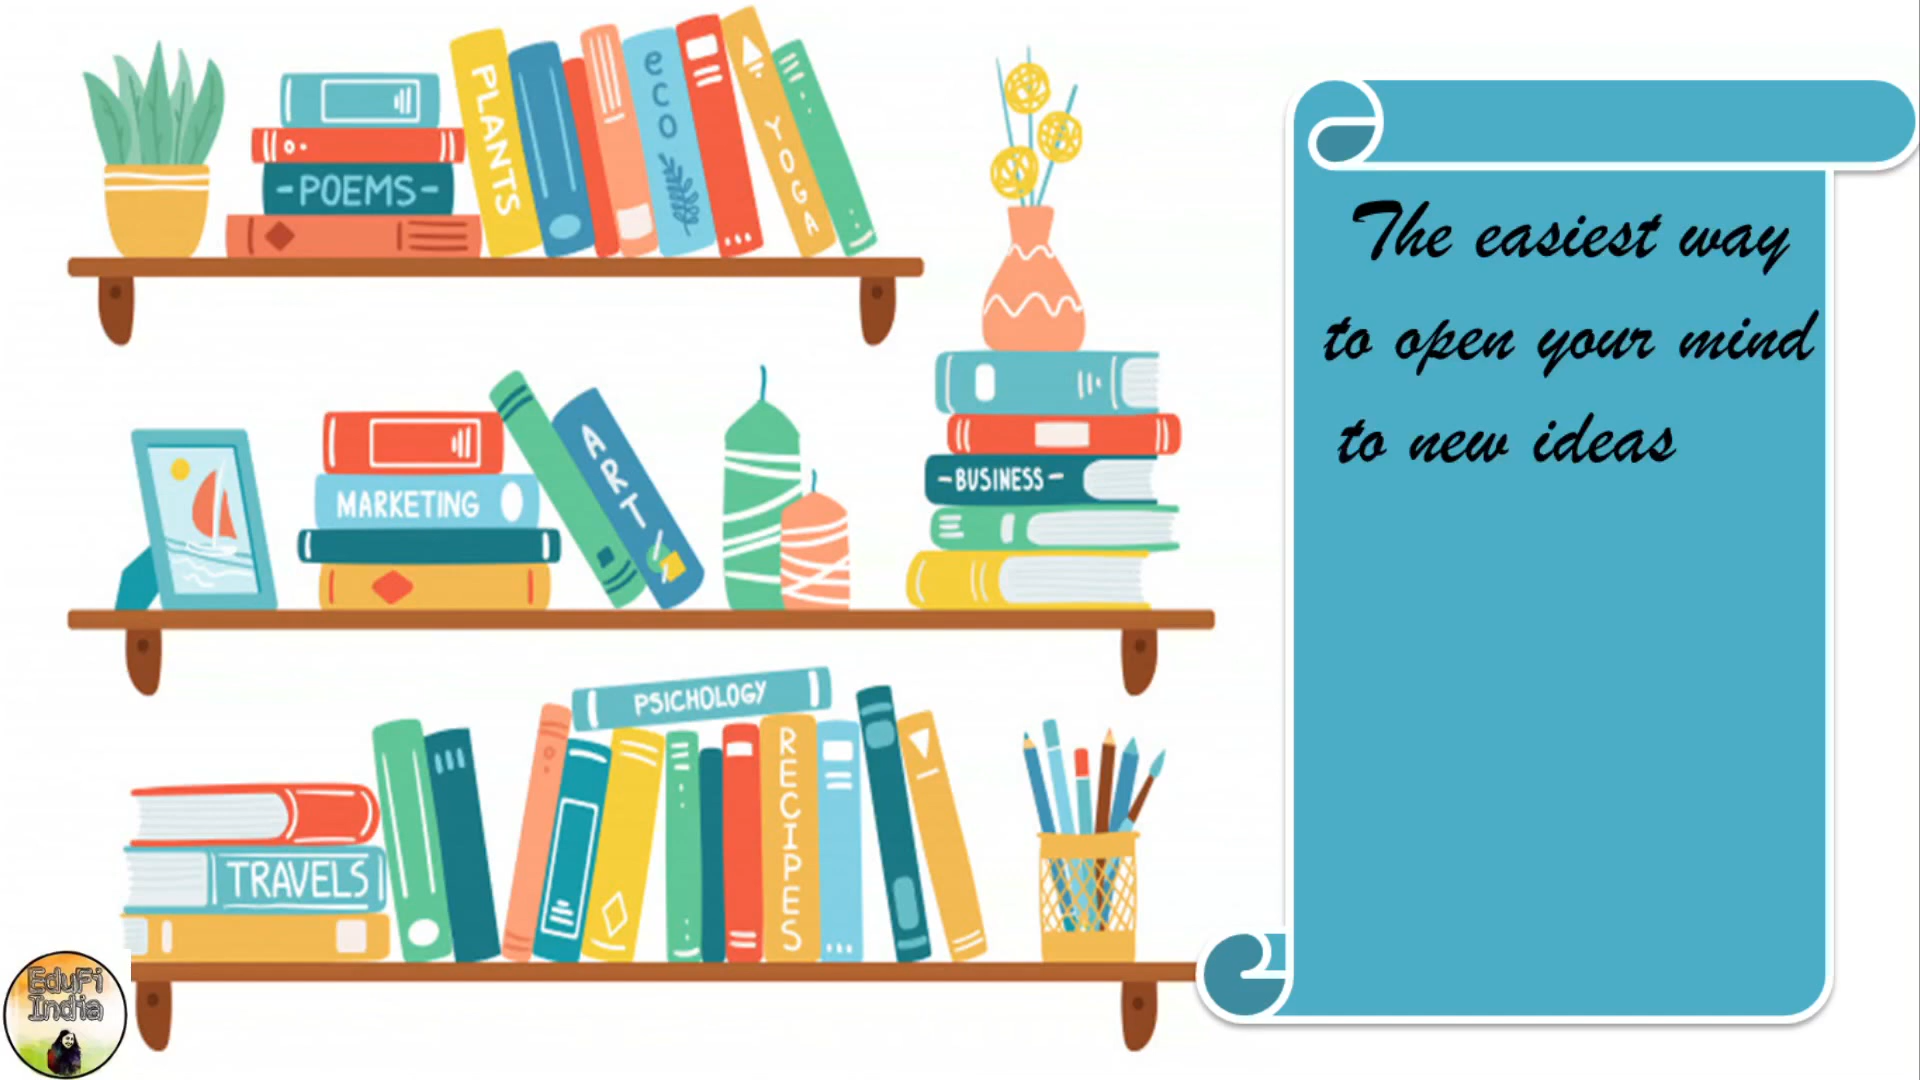 PLANTS
eco
YOGA
-POEMS-
The easiest way
to open your mind
to new ideas
ART
MARKETING
-BUSINESS-
PSICHOLOGY
RECIPES
TRAVELS
EduFi
India